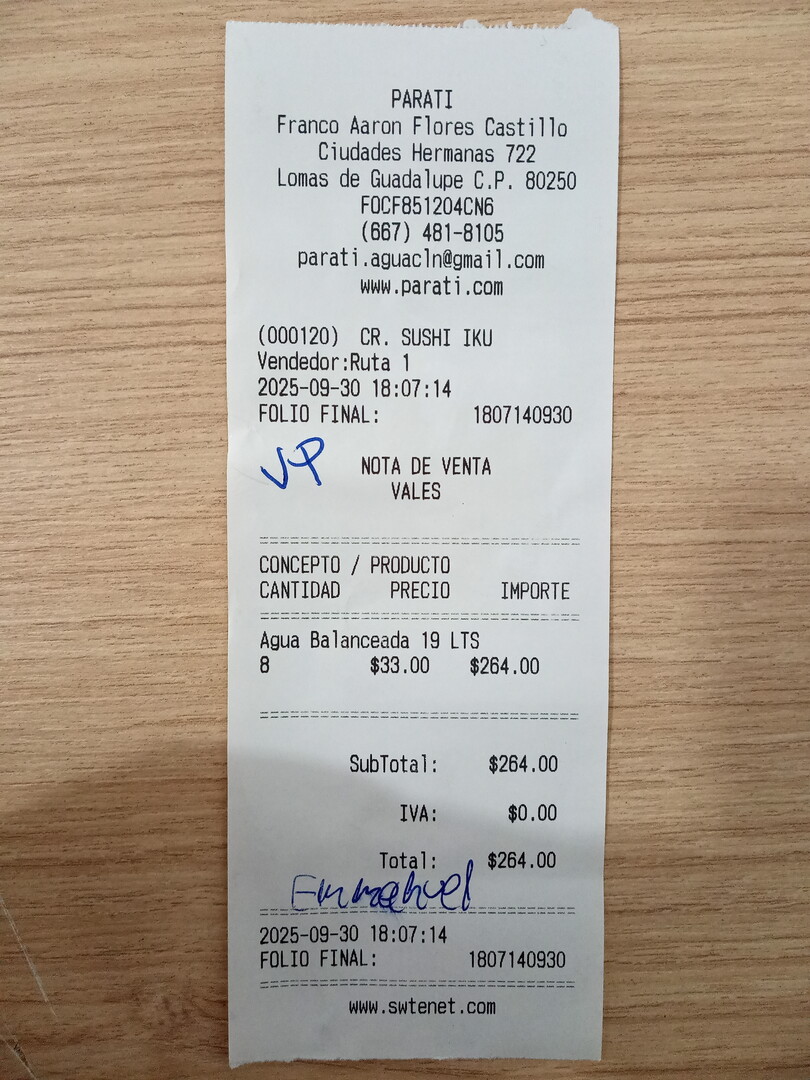 PARATI
Franco Aaron Flores Castillo
Ciudades Hermanas 722
Lomas de Guadalupe C.P. 80250
FOCF851204CN6
(667) 481-8105
parati.aguacln@gmail.com
www.parati.com
(000120) CR. SUSHI IKU
Vendedor:Ruta 1
2025-09-30 18:07:14
FOLIO FINAL: 1807140930
VP
NOTA DE VENTA
VALES
CONCEPTO / PRODUCTO
CANTIDAD PRECIO IMPORTE
Agua Balanceada 19 LTS
8 $33.00 $264.00
SubTotal: $264.00
IVA: $0.00
Total: $264.00
Emmanuel
2025-09-30 18:07:14
FOLIO FINAL: 1807140930
www.swtenet.com